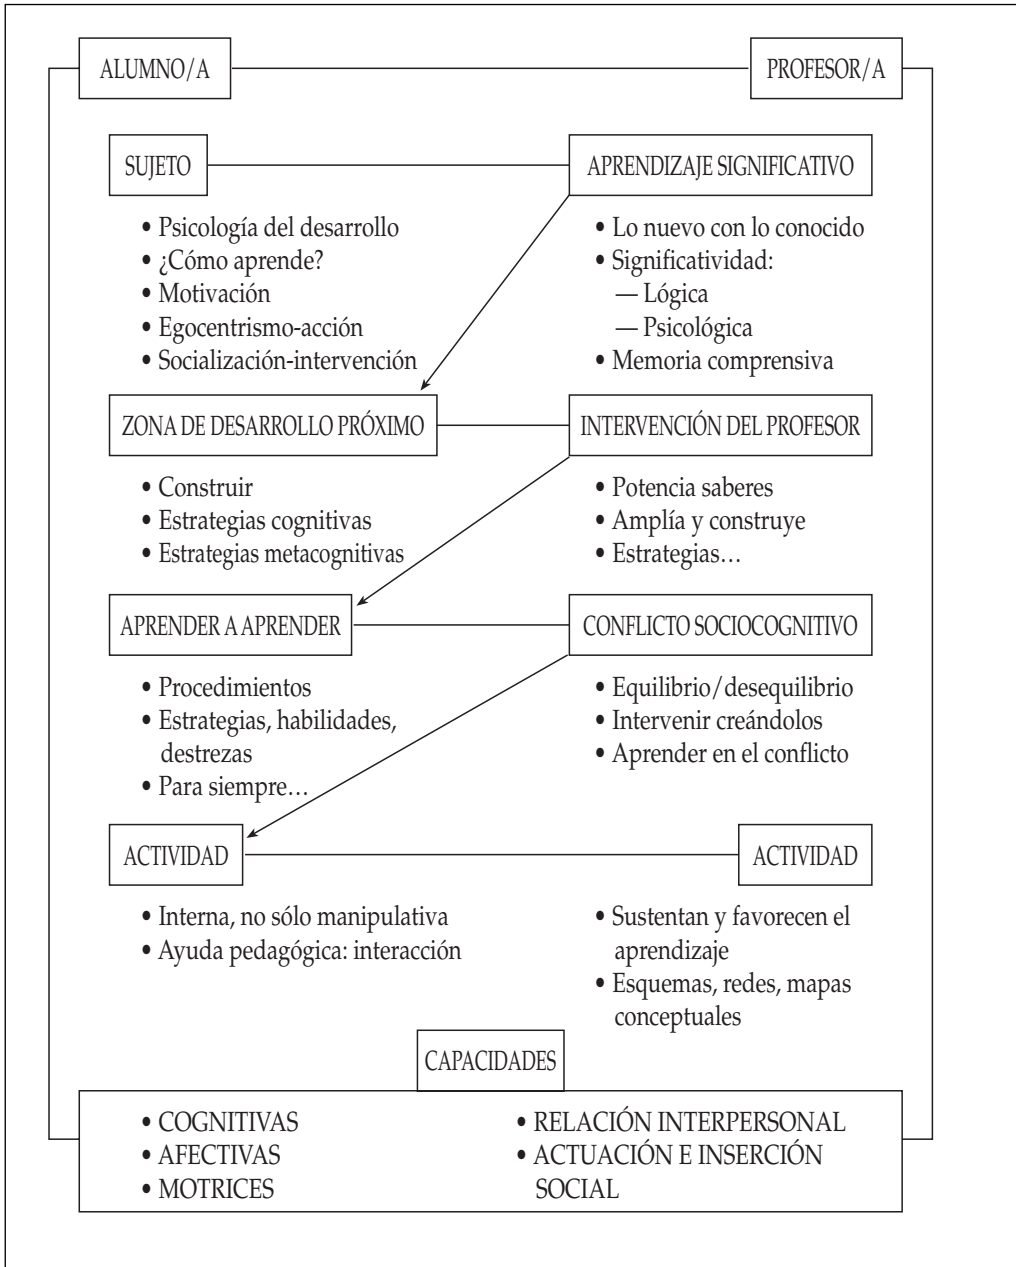 ALUMNO/A
PROFESOR/A
SUJETO
APRENDIZAJE SIGNIFICATIVO
• Psicología del desarrollo
• ¿Cómo aprende?
• Motivación
• Egocentrismo-acción
• Socialización-intervención
• Lo nuevo con lo conocido
• Significatividad:
— Lógica
— Psicológica
• Memoria comprensiva
ZONA DE DESARROLLO PRÓXIMO
INTERVENCIÓN DEL PROFESOR
• Construir
• Estrategias cognitivas
• Estrategias metacognitivas
• Potencia saberes
• Amplía y construye
• Estrategias…
APRENDER A APRENDER
CONFLICTO SOCIOCOGNITIVO
• Procedimientos
• Estrategias, habilidades,
destrezas
• Para siempre…
• Equilibrio/desequilibrio
• Intervenir creándolos
• Aprender en el conflicto
ACTIVIDAD
ACTIVIDAD
• Interna, no sólo manipulativa
• Ayuda pedagógica: interacción
• Sustentan y favorecen el
aprendizaje
• Esquemas, redes, mapas
conceptuales
CAPACIDADES
• COGNITIVAS
• AFECTIVAS
• MOTRICES
• RELACIÓN INTERPERSONAL
• ACTUACIÓN E INSERCIÓN
SOCIAL